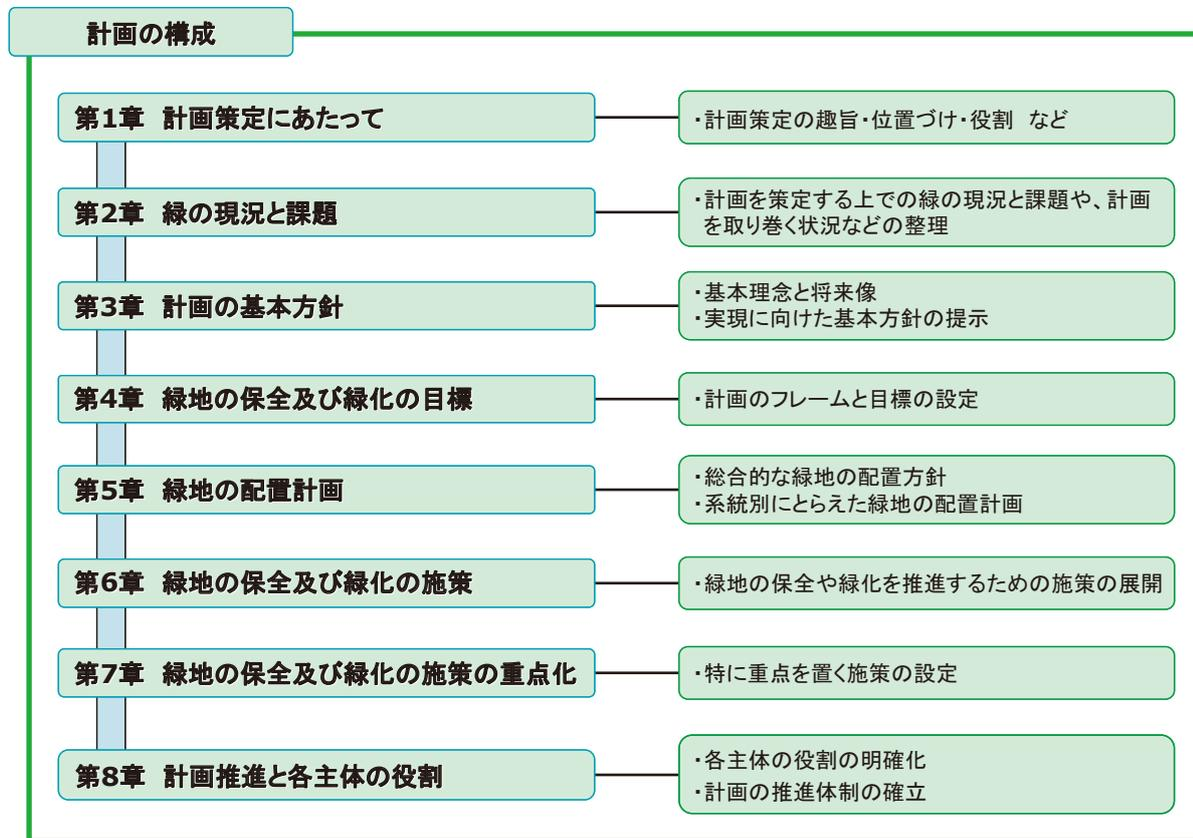 計画の構成
第1章 計画策定にあたって
・計画策定の趣旨・位置づけ・役割 など
第2章 緑の現況と課題
・計画を策定する上での緑の現況と課題や、計画
を取り巻く状況などの整理
第3章 計画の基本方針
・基本理念と将来像
・実現に向けた基本方針の提示
第4章 緑地の保全及び緑化の目標
・計画のフレームと目標の設定
第5章 緑地の配置計画
・総合的な緑地の配置方針
・系統別にとらえた緑地の配置計画
第6章 緑地の保全及び緑化の施策
・緑地の保全や緑化を推進するための施策の展開
第7章 緑地の保全及び緑化の施策の重点化
・特に重点を置く施策の設定
第8章 計画推進と各主体の役割
・各主体の役割の明確化
・計画の推進体制の確立